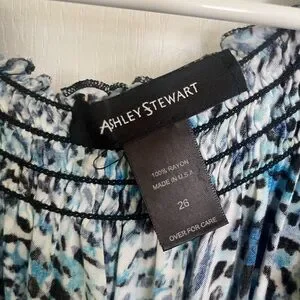 ASHLEY STEWART
100% RAYON
MADE IN U.S.A.
26
OVER FOR CARE